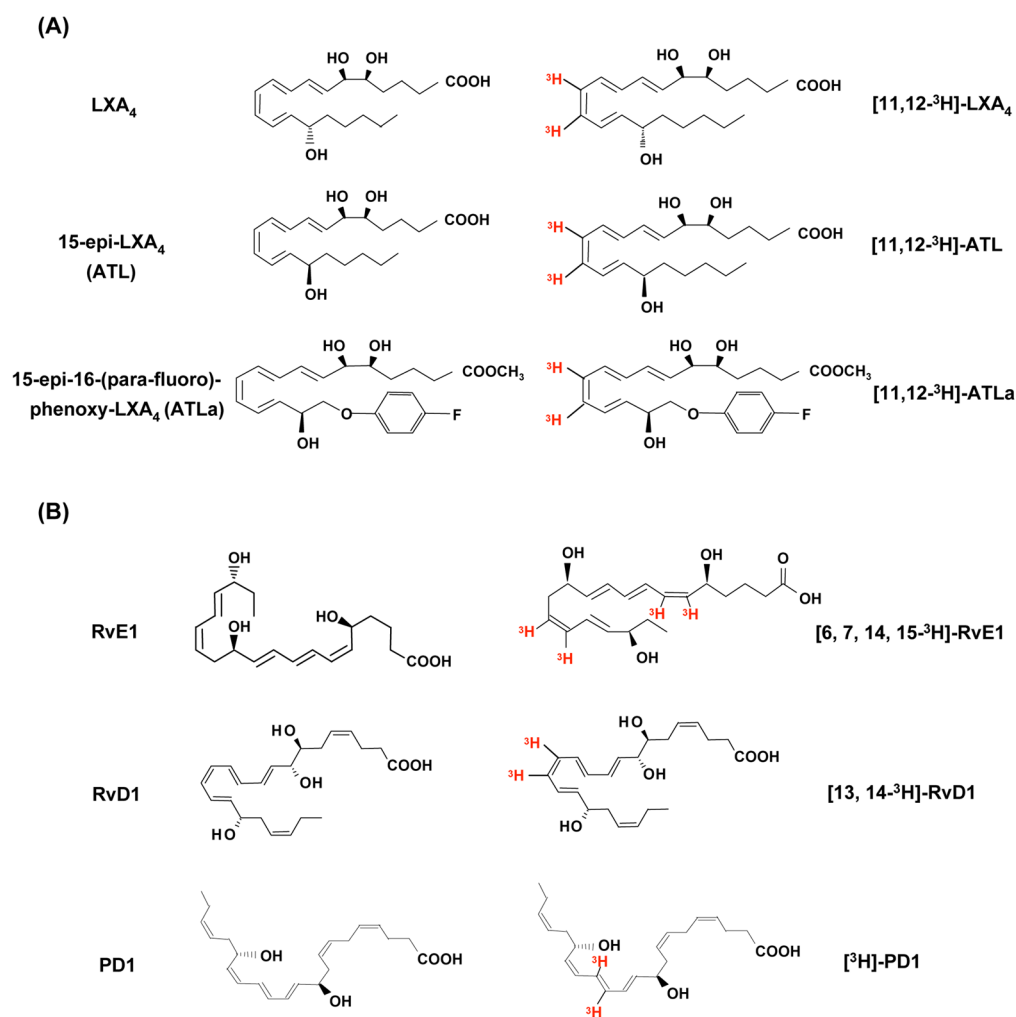 (A)
HO OH
COOH
LXA4
OH
HO OH
COOH
³H
³H
OH
[11,12-³H]-LXA4
HO OH
COOH
15-epi-LXA4
(ATL)
OH
HO OH
COOH
³H
³H
OH
[11,12-³H]-ATL
HO OH
COOCH3
15-epi-16-(para-fluoro)-
phenoxy-LXA4 (ATLa)
O
F
OH
HO OH
COOCH3
³H
³H
O
F
OH
[11,12-³H]-ATLa
(B)
OH
OH
OH
COOH
RvE1
OH
OH
O
OH
³H ³H
³H
³H
OH
[6, 7, 14, 15-³H]-RvE1
HO
COOH
OH
RvD1
HO
HO
³H
COOH
³H
OH
HO
[13, 14-³H]-RvD1
OH
COOH
PD1
OH
OH
³H
COOH
OH
³H
[³H]-PD1